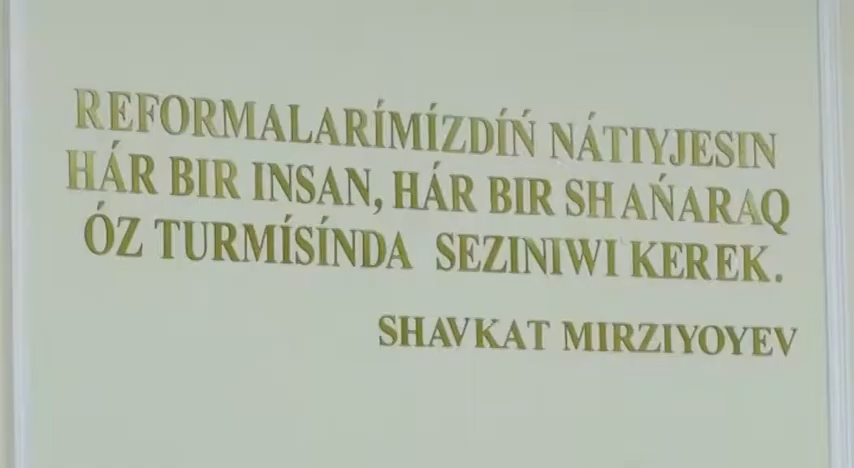 REFORMALARÍMÍZDÍŃ NÁTIYJESIN
HÁR BIR INSAN, HÁR BIR SHAŃARAQ
ÓZ TURMÍSÍNDA SEZINIWI KEREK.
SHAVKAT MIRZIYOYEV